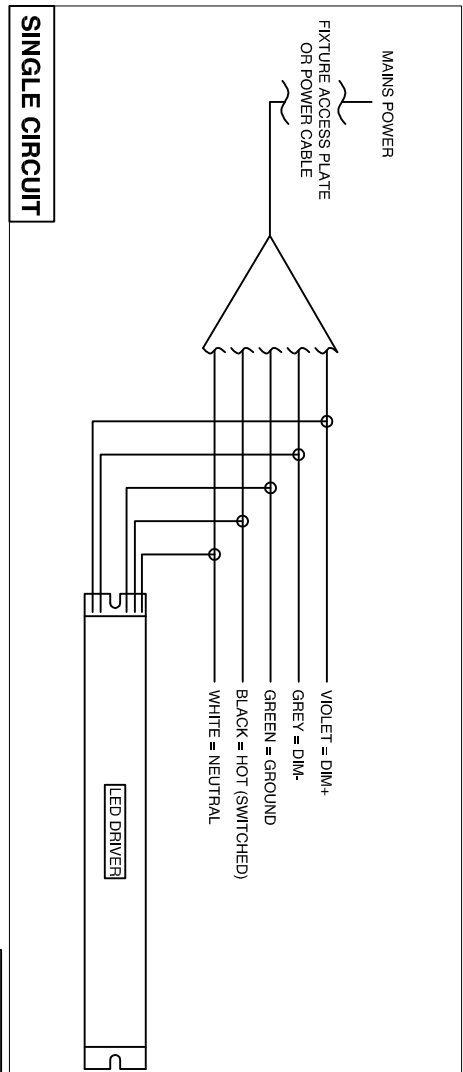 SINGLE CIRCUIT
MAINS POWER
FIXTURE ACCESS PLATE
OR POWER CABLE
VIOLET = DIM+
GREY = DIM-
GREEN = GROUND
BLACK = HOT (SWITCHED)
WHITE = NEUTRAL
LED DRIVER